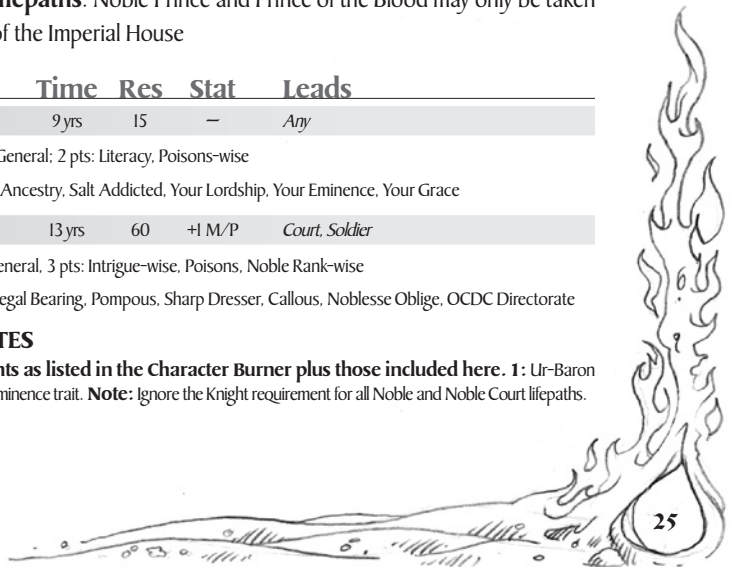 lifepaths: Noble Prince and Prince of the Blood may only be taken
of the Imperial House
Time Res Stat Leads
9 yrs 15 — Any
General; 2 pts: Literacy, Poisons-wise
Ancestry, Salt Addicted, Your Lordship, Your Eminence, Your Grace
13 yrs 60 +1 M/P Court, Soldier
eneral, 3 pts: Intrigue-wise, Poisons, Noble Rank-wise
egal Bearing, Pompous, Sharp Dresser, Callous, Noblesse Oblige, OCDC Directorate
TES
nts as listed in the Character Burner plus those included here. 1: Ur-Baron
minence trait. Note: Ignore the Knight requirement for all Noble and Noble Court lifepaths.
25